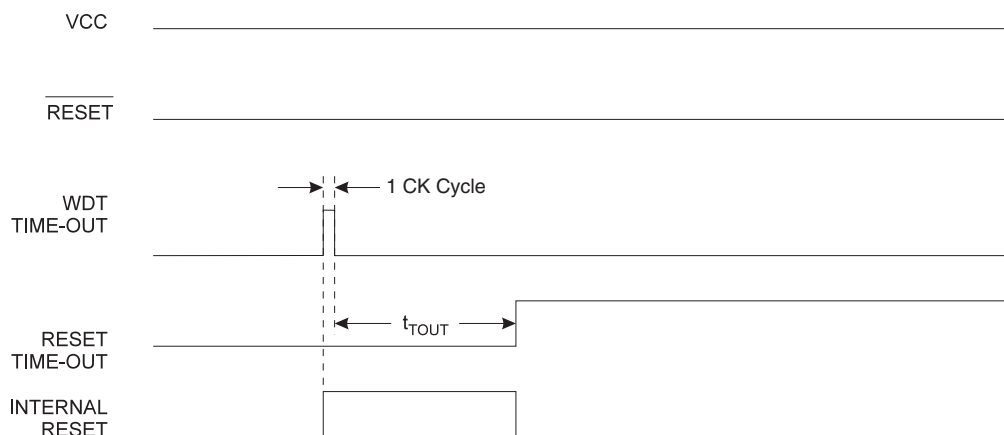 VCC
RESET
1 CK Cycle
WDT
TIME-OUT
tTOUT
RESET
TIME-OUT
INTERNAL
RESET